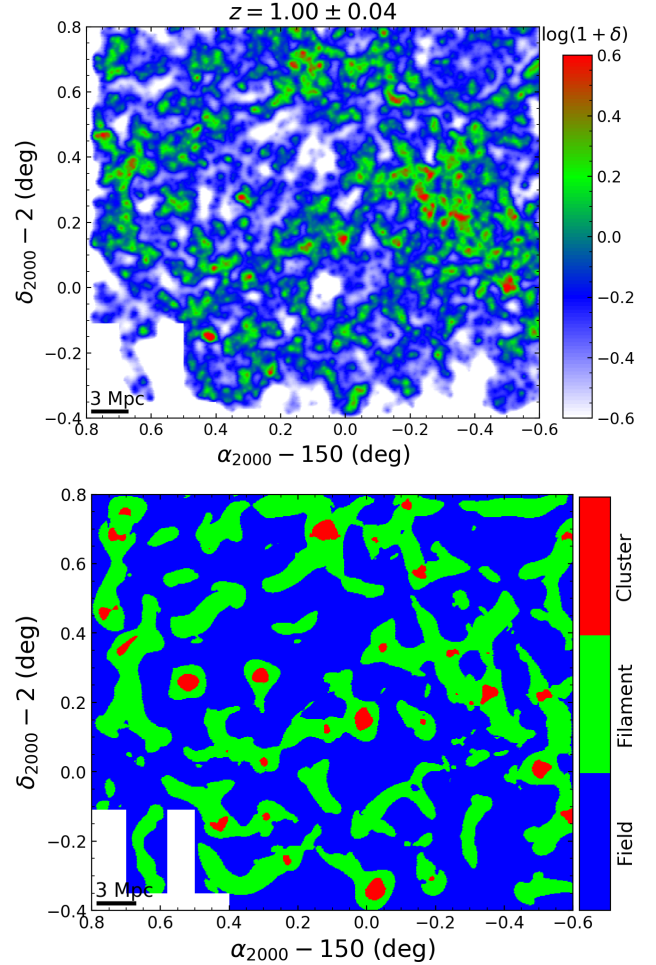 z = 1.00 ± 0.04
log(1 + δ)
0.8
0.6
0.4
0.2
0.0
−0.2
−0.4
δ2000 − 2 (deg)
3 Mpc
0.8 0.6 0.4 0.2 0.0 −0.2 −0.4 −0.6
α2000 − 150 (deg)
0.6
0.4
0.2
0.0
−0.2
−0.4
−0.6
0.8
0.6
0.4
0.2
0.0
−0.2
−0.4
δ2000 − 2 (deg)
3 Mpc
0.8 0.6 0.4 0.2 0.0 −0.2 −0.4 −0.6
α2000 − 150 (deg)
Cluster
Filament
Field